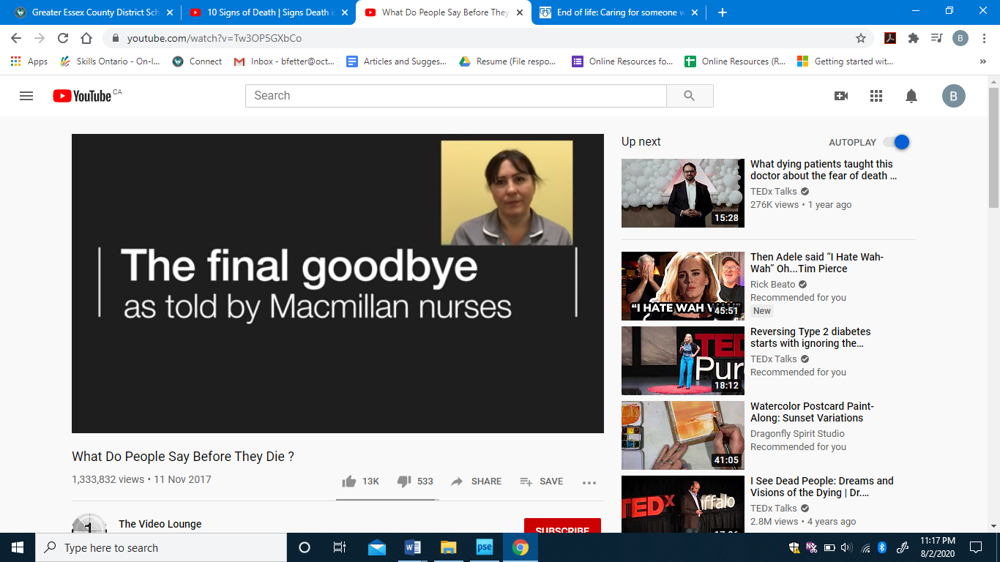 Greater Essex County District Sch
10 Signs of Death | Signs Death is
What Do People Say Before They
End of life: Caring for someone w
youtube.com/watch?v=Tw3OP5GXbCo
B
Apps
Skills Ontario - On-l...
Connect
Inbox - bfetter@oct...
Articles and Sugges...
Resume (File respo...
Online Resources fo...
Online Resources (R...
Getting started wit...
»
YouTube CA
Search
B
The final goodbye
as told by Macmillan nurses
What Do People Say Before They Die ?
1,333,832 views • 11 Nov 2017
13K
533
SHARE
SAVE
1
The Video Lounge
SUBSCRIBE
Up next
AUTOPLAY
15:28
What dying patients taught this
doctor about the fear of death ...
TEDx Talks
276K views • 1 year ago
"I HATE WAH W
45:51
Then Adele said “I Hate Wah-
Wah” Oh...Tim Pierce
Rick Beato
Recommended for you
New
TED
Pur
18:12
Reversing Type 2 diabetes
starts with ignoring the...
TEDx Talks
Recommended for you
41:05
Watercolor Postcard Paint-
Along: Sunset Variations
Dragonfly Spirit Studio
Recommended for you
TEDx
ffalo
I See Dead People: Dreams and
Visions of the Dying | Dr....
TEDx Talks
2.8M views • 4 years ago
Type here to search
pse
11:17 PM
8/2/2020